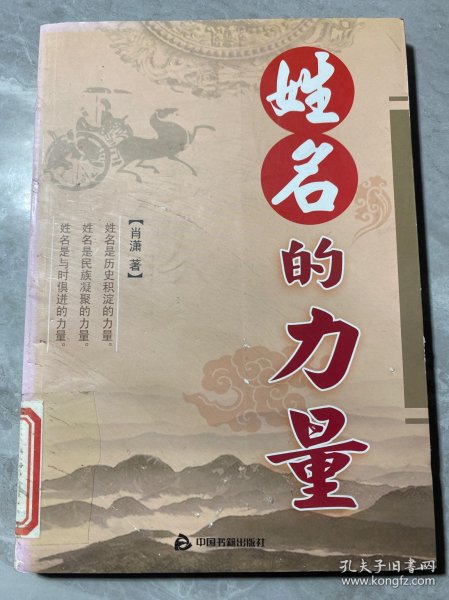 姓名的力量
【肖潇 著】
姓名是历史积淀的力量。
姓名是民族凝聚的力量。
姓名是与时俱进的力量。
中国书籍出版社
孔夫子旧书网
www.kongfz.com